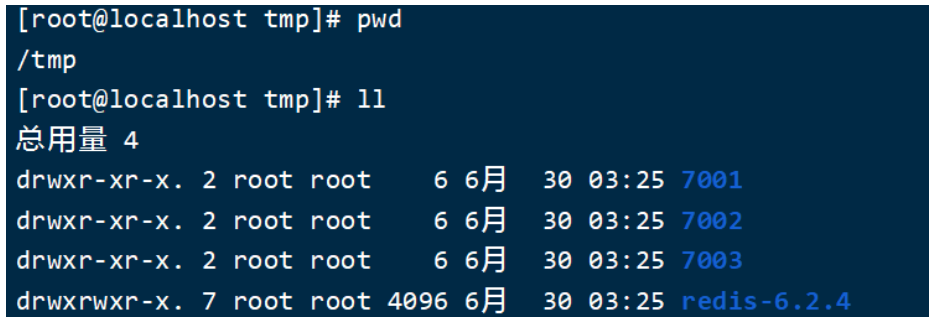 [root@localhost tmp]# pwd
/tmp
[root@localhost tmp]# ll
总用量 4
drwxr-xr-x. 2 root root    6 6月  30 03:25 7001
drwxr-xr-x. 2 root root    6 6月  30 03:25 7002
drwxr-xr-x. 2 root root    6 6月  30 03:25 7003
drwxrwxr-x. 7 root root 4096 6月  30 03:25 redis-6.2.4